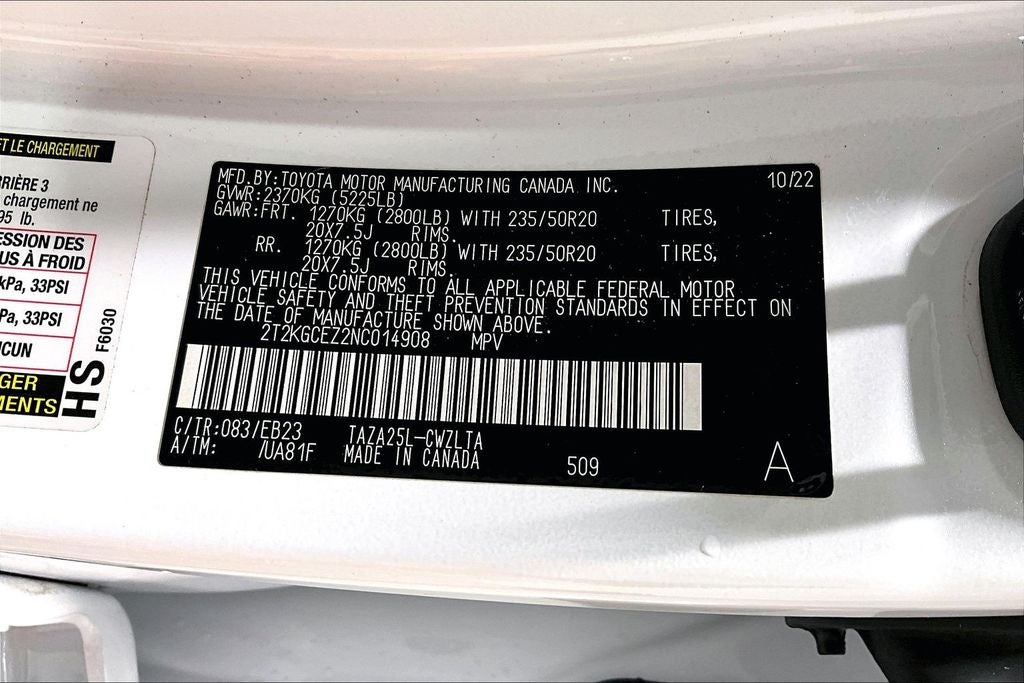 ET LE CHARGEMENT
RIÈRE 3
chargement ne
95 lb.
ESSION DES
US À FROID
kPa, 33PSI
Pa, 33PSI
CUN
GER
MENTS
HS F6030
MFD.BY:TOYOTA MOTOR MANUFACTURING CANADA INC. 10/22
GVWR:2370KG (5225LB)
GAWR:FRT. 1270KG (2800LB) WITH 235/50R20 TIRES,
20X7.5J RIMS.
RR. 1270KG (2800LB) WITH 235/50R20 TIRES,
20X7.5J RIMS.
THIS VEHICLE CONFORMS TO ALL APPLICABLE FEDERAL MOTOR
VEHICLE SAFETY AND THEFT PREVENTION STANDARDS IN EFFECT ON
THE DATE OF MANUFACTURE SHOWN ABOVE.
2T2KGCEZ2NC014908 MPV
C/TR:083/EB23 TAZA25L-CWZLTA
A/TM: /UA81F MADE IN CANADA 509 A